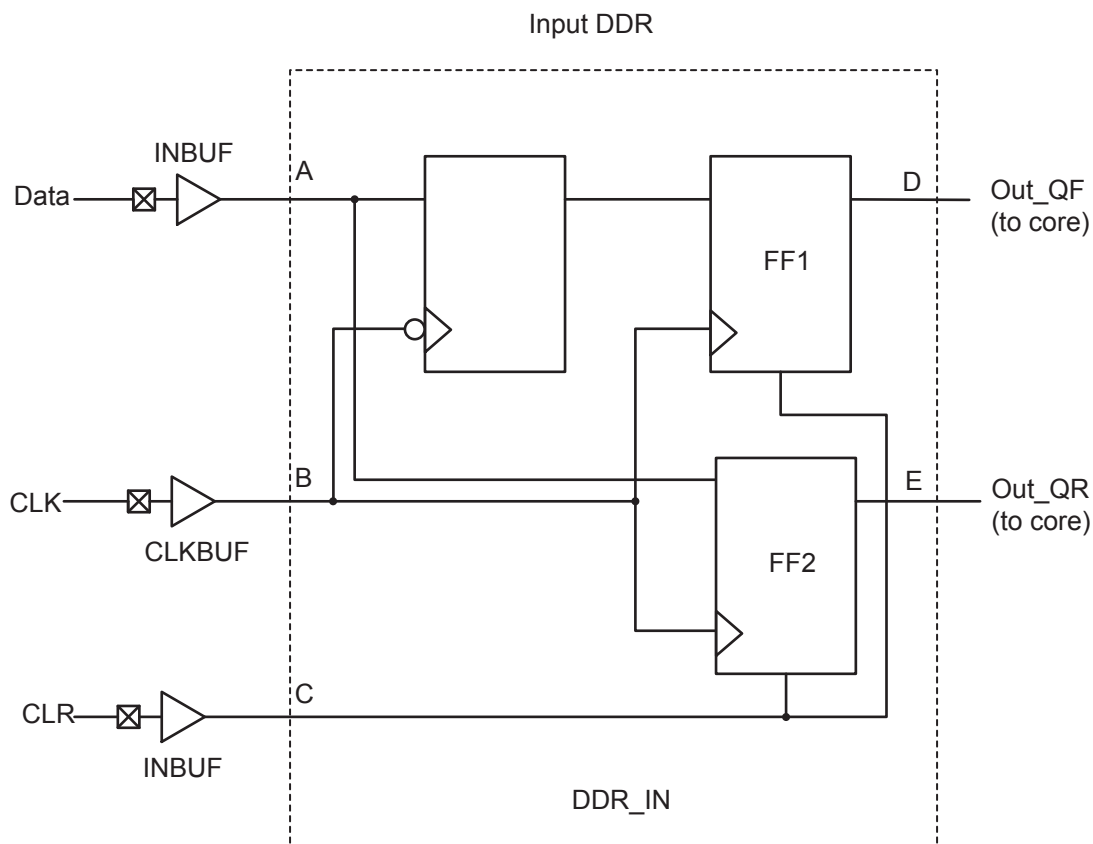 Input DDR
INBUF
Data
A
D
Out_QF
(to core)
FF1
CLK
B
CLKBUF
E
Out_QR
(to core)
FF2
CLR
C
INBUF
DDR_IN